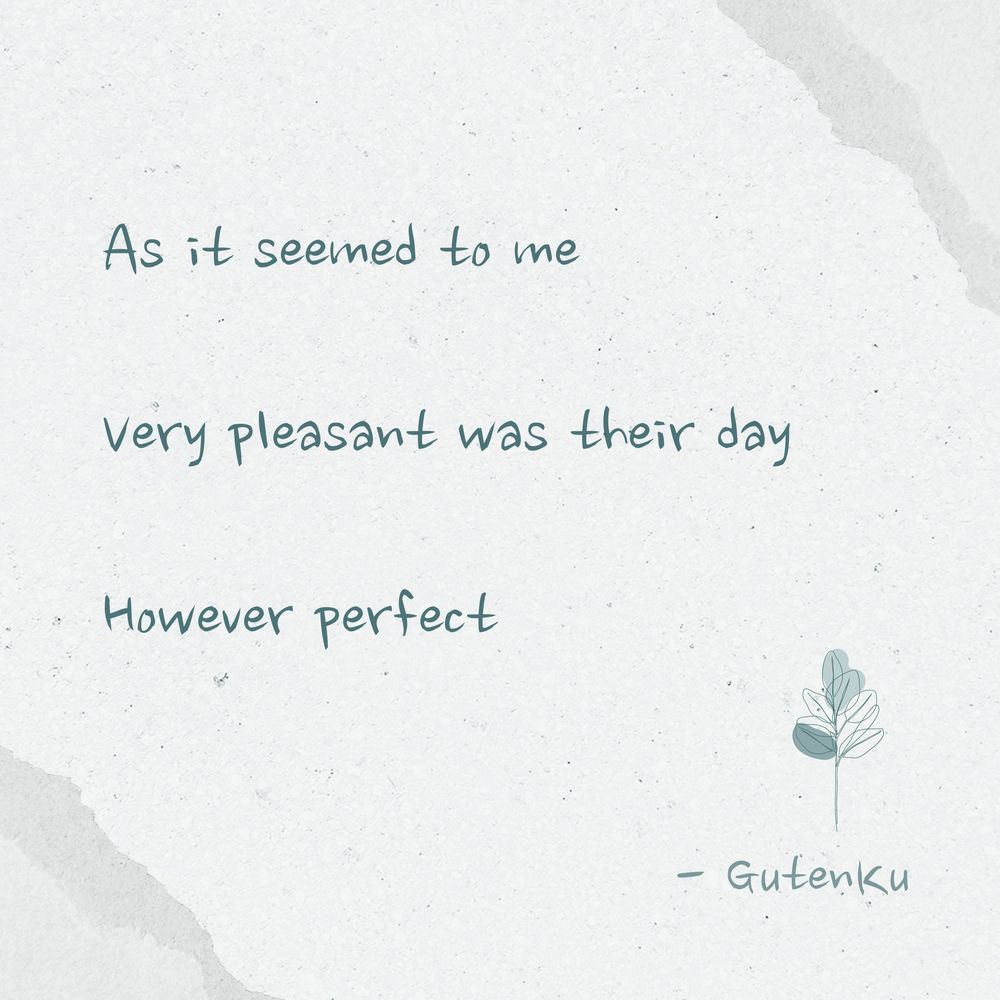 As it seemed to me
Very pleasant was their day
However perfect
- GutenKu